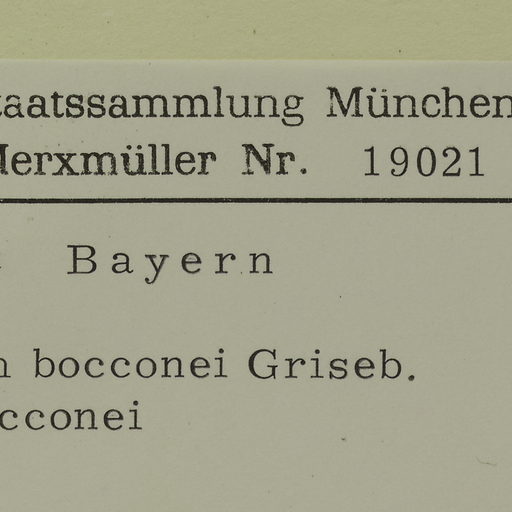 taatssammlung München
Merxmüller Nr. 19021
Bayern
n bocconei Griseb.
cconei